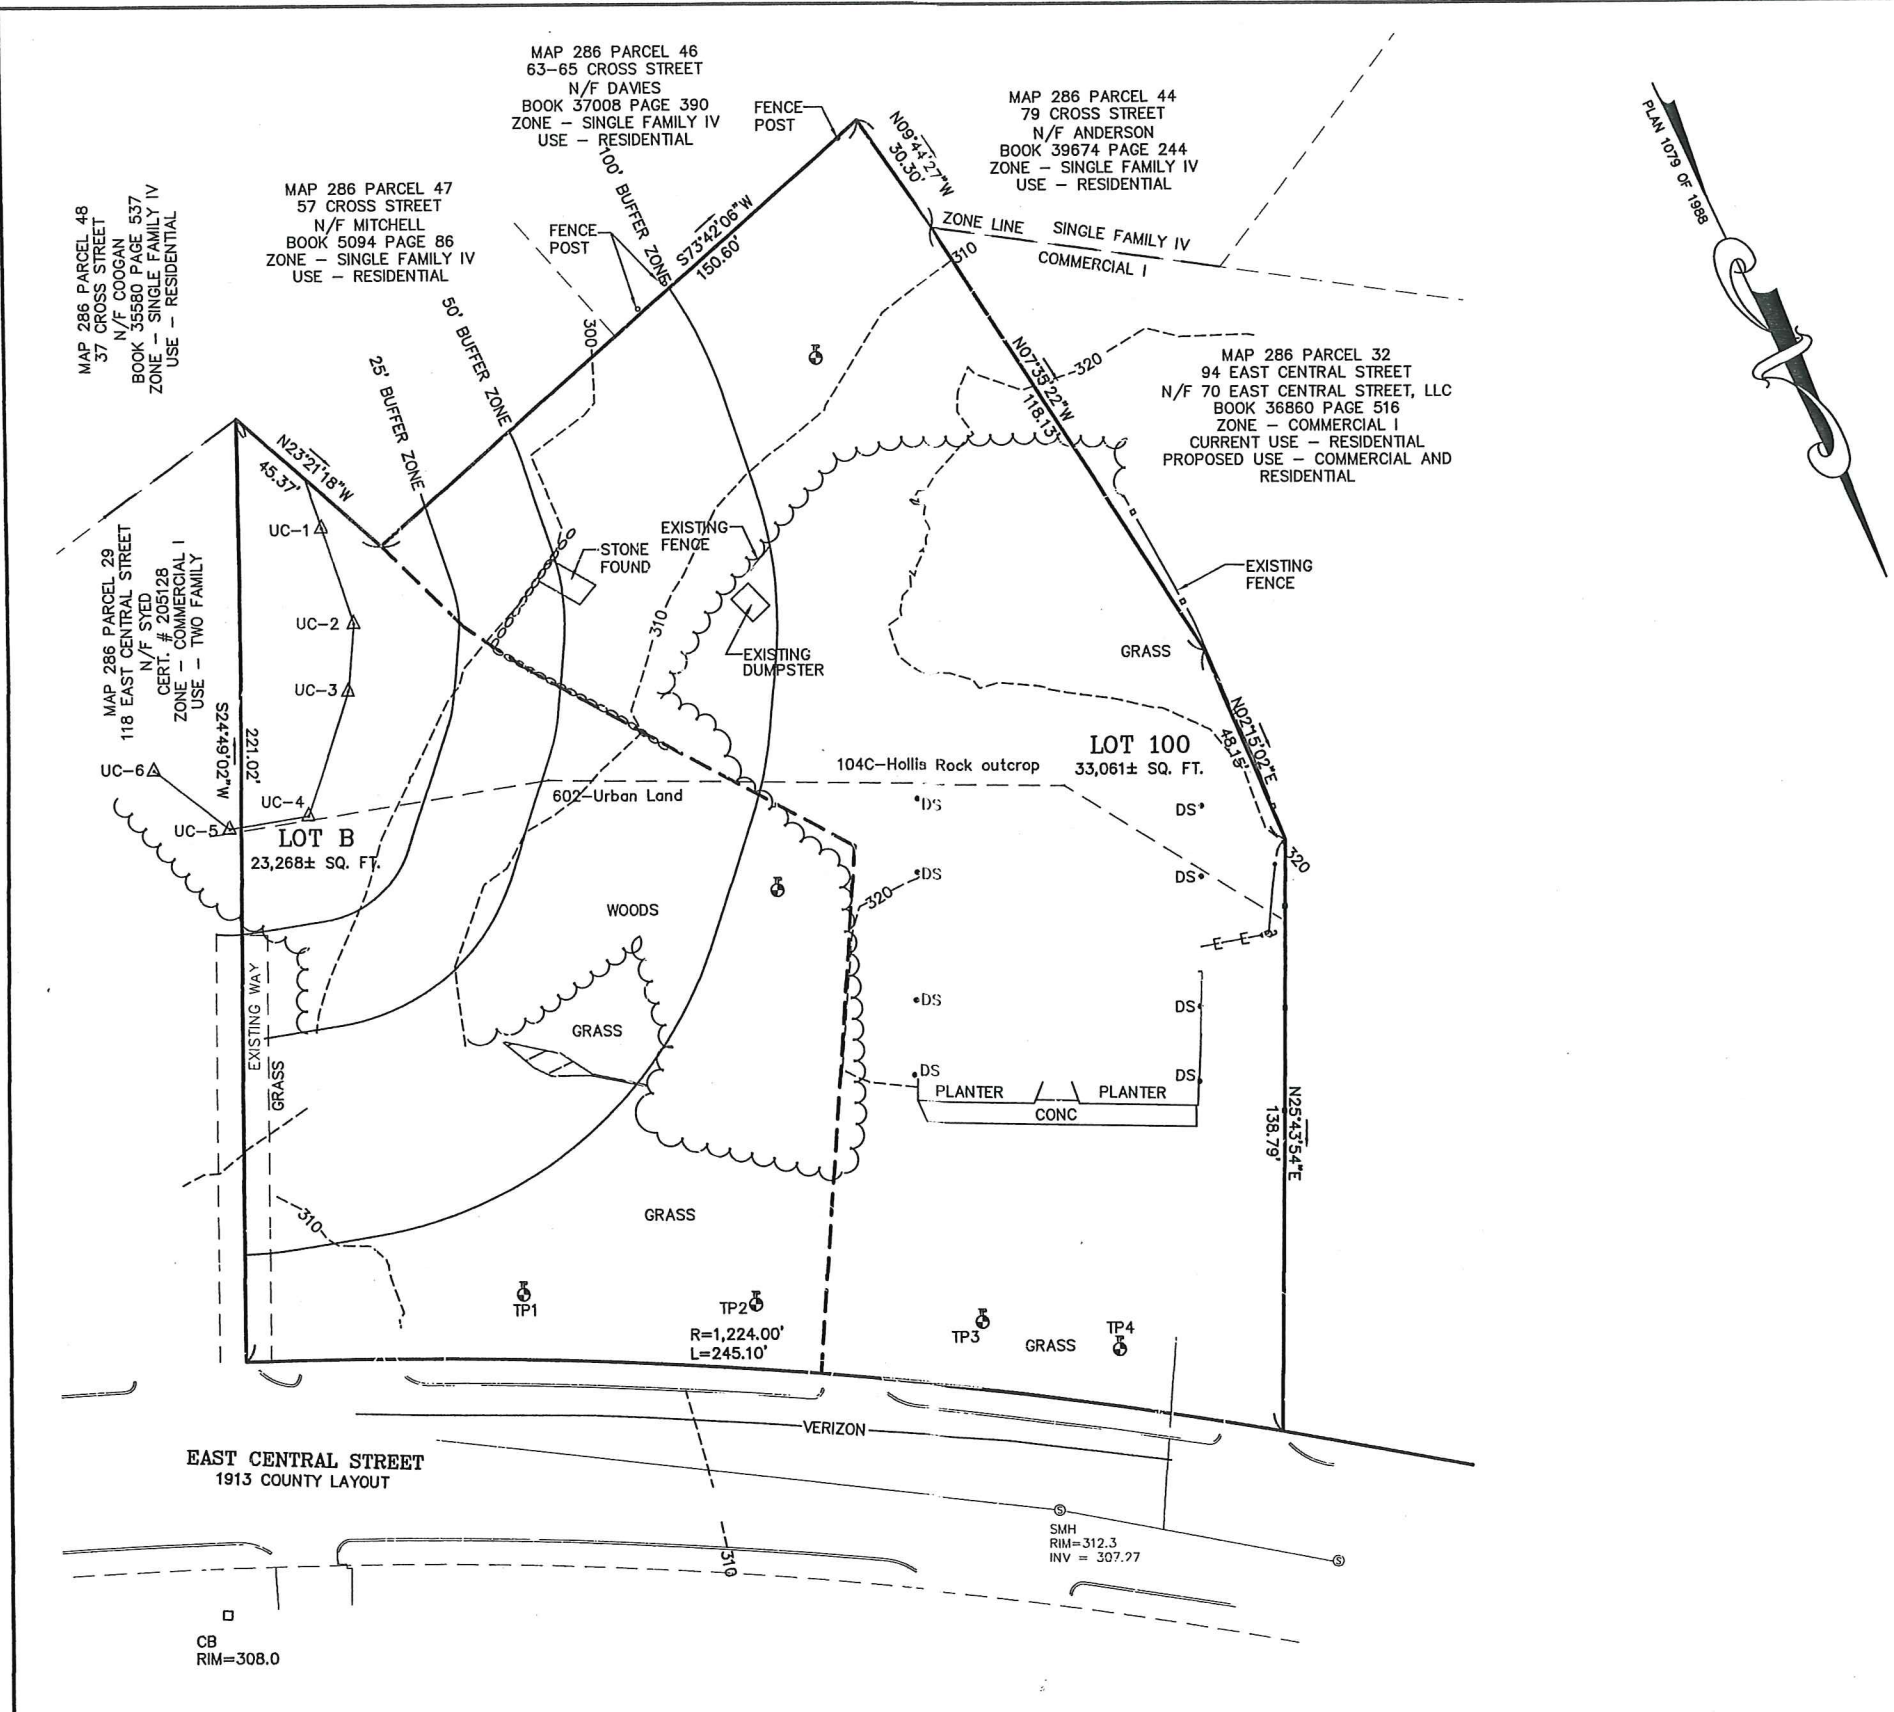 MAP 286 PARCEL 46
63-65 CROSS STREET
N/F DAVIES
BOOK 37008 PAGE 390
ZONE - SINGLE FAMILY IV
USE - RESIDENTIAL
FENCE
POST
N09°44'27"W
30.30'
MAP 286 PARCEL 44
79 CROSS STREET
N/F ANDERSON
BOOK 39674 PAGE 244
ZONE - SINGLE FAMILY IV
USE - RESIDENTIAL
PLAN 1079 OF 1988
MAP 286 PARCEL 48
37 CROSS STREET
N/F COOGAN
BOOK 35580 PAGE 537
ZONE - SINGLE FAMILY IV
USE - RESIDENTIAL
MAP 286 PARCEL 47
57 CROSS STREET
N/F MITCHELL
BOOK 5094 PAGE 86
ZONE - SINGLE FAMILY IV
USE - RESIDENTIAL
100' BUFFER ZONE
FENCE
POST
S73°42'06"W
150.60'
ZONE LINE
SINGLE FAMILY IV
COMMERCIAL I
310
300
50' BUFFER ZONE
25' BUFFER ZONE
N07°35'22"W
118.13'
320
MAP 286 PARCEL 32
94 EAST CENTRAL STREET
N/F 70 EAST CENTRAL STREET, LLC
BOOK 36860 PAGE 516
ZONE - COMMERCIAL I
CURRENT USE - RESIDENTIAL
PROPOSED USE - COMMERCIAL AND
RESIDENTIAL
N23°21'18"W
45.37'
UC-1
UC-2
UC-3
UC-4
UC-5
UC-6
MAP 286 PARCEL 29
118 EAST CENTRAL STREET
N/F SYED
CERT. # 205128
ZONE - COMMERCIAL I
USE - TWO FAMILY
S24°49'02"W
221.02'
STONE
FOUND
EXISTING
FENCE
310
EXISTING
DUMPSTER
EXISTING
FENCE
GRASS
N02°15'02"E
48.15'
LOT 100
33,061± SQ. FT.
104C-Hollis Rock outcrop
602-Urban Land
LOT B
23,268± SQ. FT.
DS
DS
320
DS
320
DS
WOODS
E
E
EXISTING WAY
GRASS
GRASS
DS
DS
DS
DS
PLANTER
PLANTER
CONC
N25°43'54"E
138.79'
310
GRASS
TP1
TP2
TP3
GRASS
TP4
R=1,224.00'
L=245.10'
VERIZON
EAST CENTRAL STREET
1913 COUNTY LAYOUT
310
S
S
SMH
RIM=312.3
INV = 307.27
CB
RIM=308.0